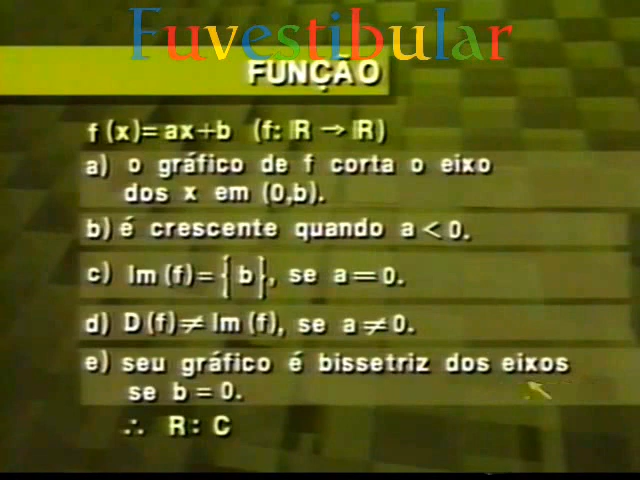 Fuvestibular
FUNÇÃO
f (x)= ax+b (f: ℝ → ℝ)
a) o gráfico de f corta o eixo
dos x em (0,b).
b) é crescente quando a < 0.
c) Im (f) = {b}, se a = 0.
d) D (f) ≠ Im (f), se a ≠ 0.
e) seu gráfico é bissetriz dos eixos
se b = 0.
∴ R: C